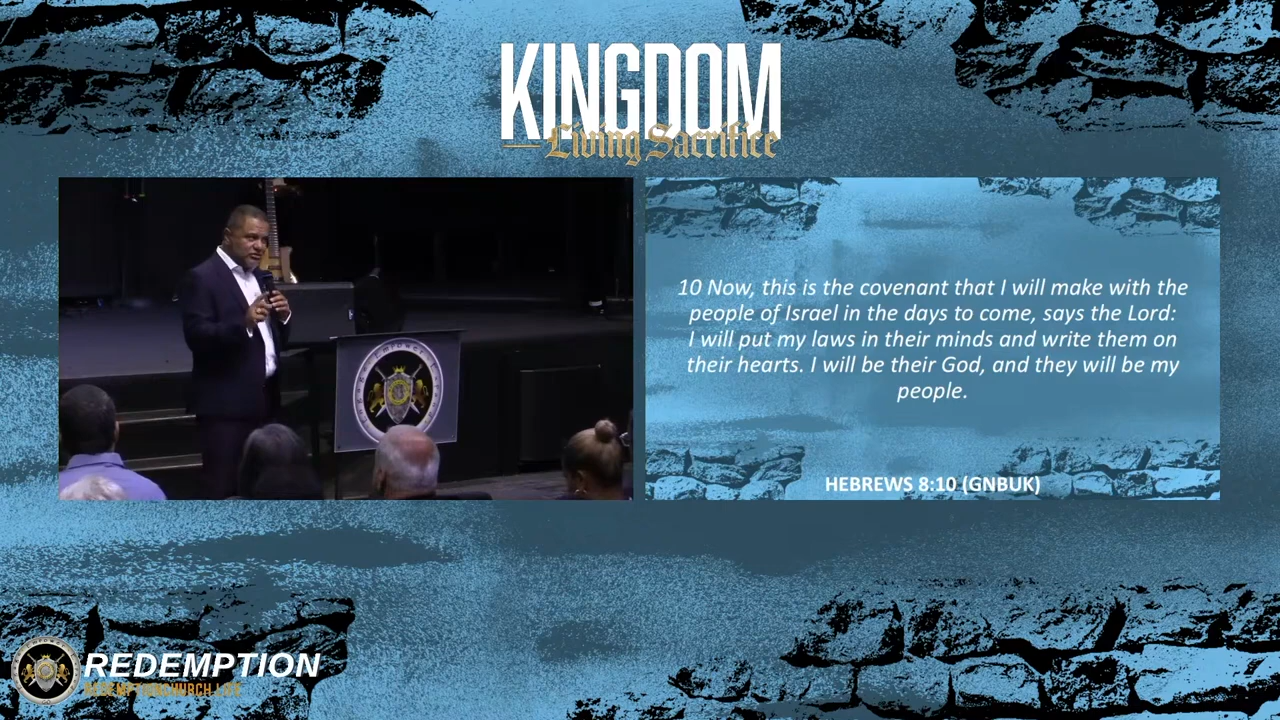 KINGDOM
Living Sacrifice
10 Now, this is the covenant that I will make with the
people of Israel in the days to come, says the Lord:
I will put my laws in their minds and write them on
their hearts. I will be their God, and they will be my
people.
HEBREWS 8:10 (GNBUK)
REDEMPTION
REDEMPTIONCHURCH.LIFE